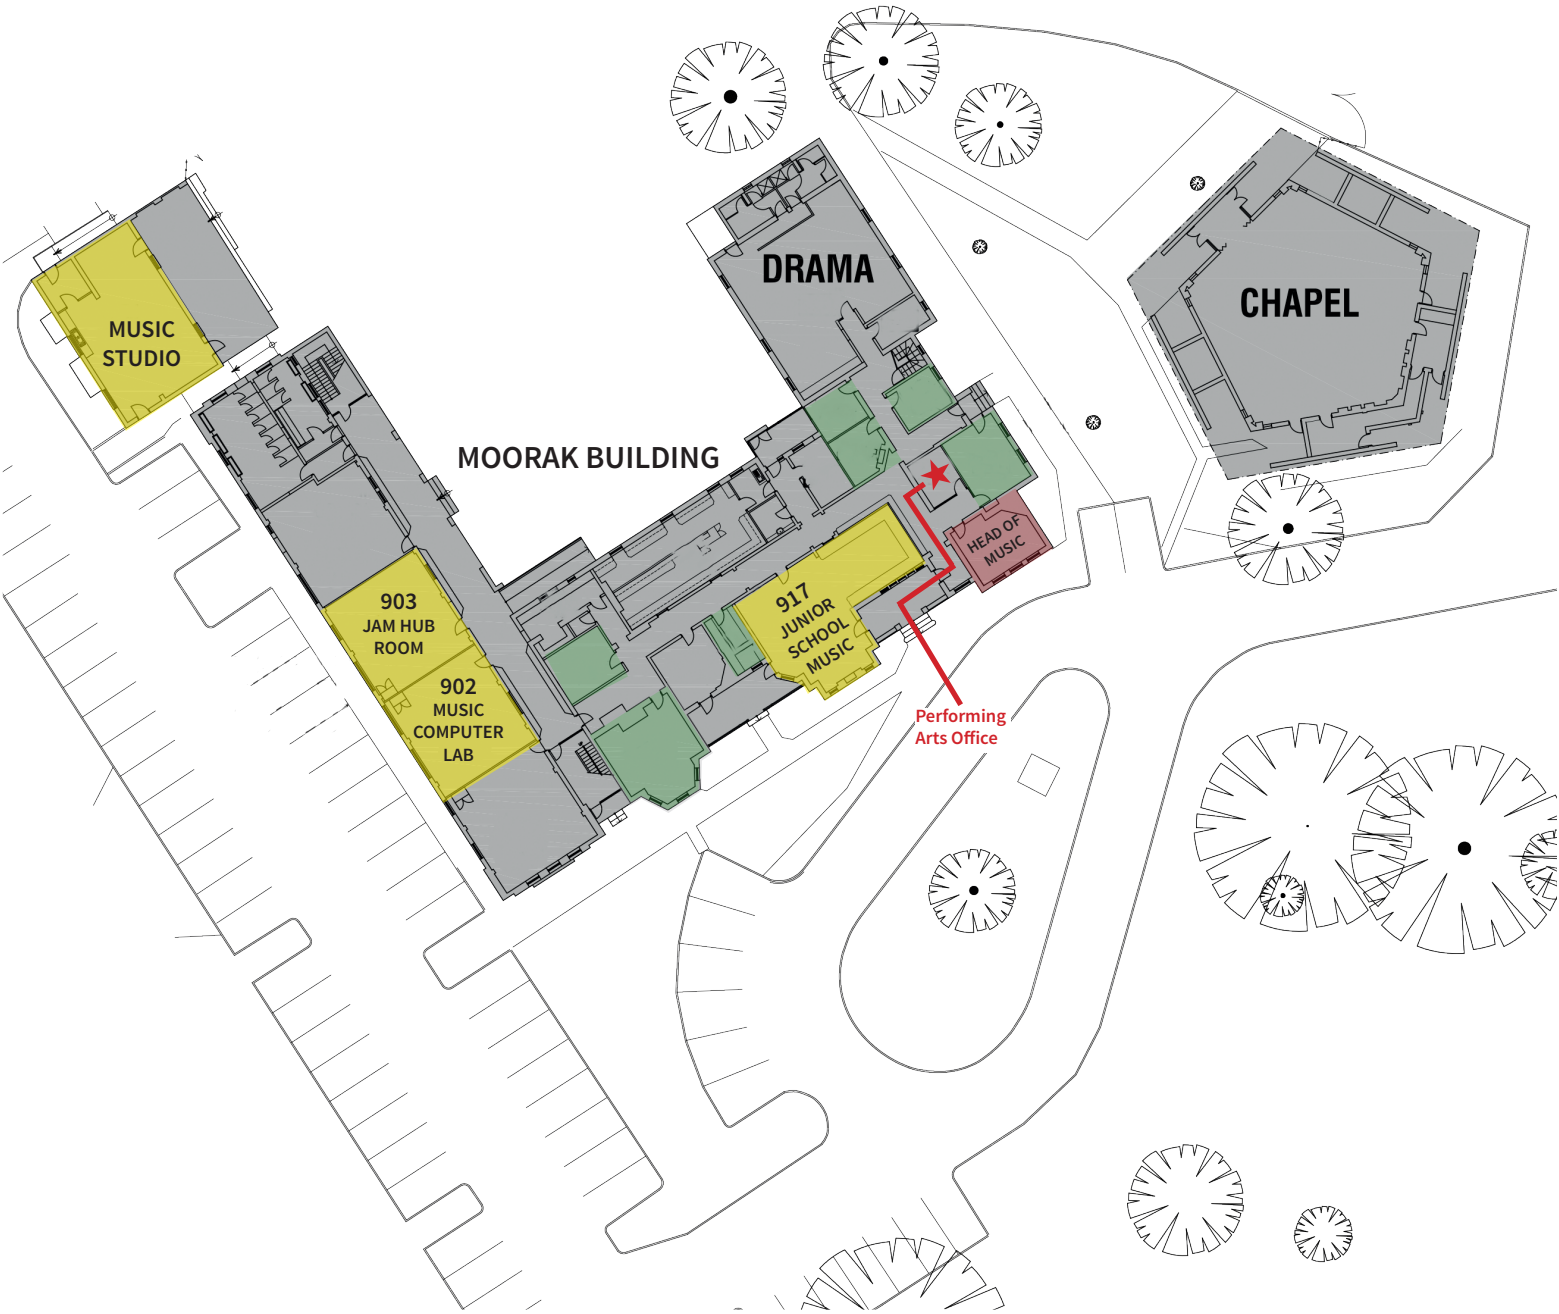 DRAMA
CHAPEL
MUSIC
STUDIO
MOORAK BUILDING
HEAD OF
MUSIC
903
JAM HUB
ROOM
917
JUNIOR
SCHOOL
MUSIC
902
MUSIC
COMPUTER
LAB
Performing
Arts Office